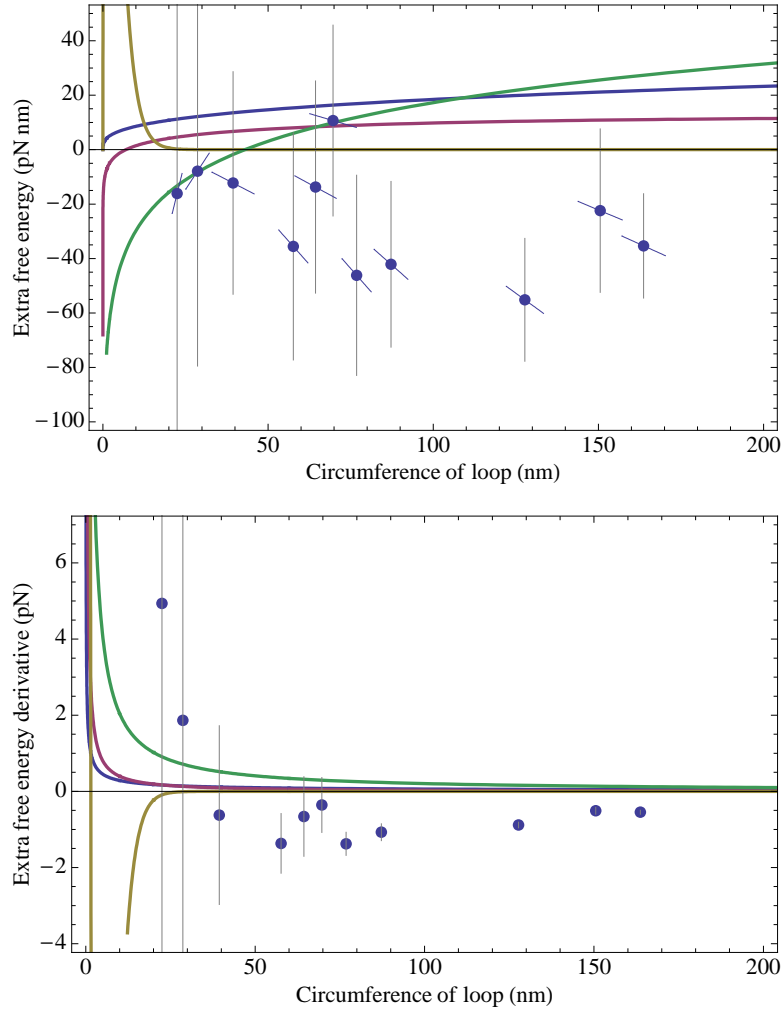 40
20
0
−20
−40
−60
−80
−100
Extra free energy (pN nm)
0 50 100 150 200
Circumference of loop (nm)
6
4
2
0
−2
−4
Extra free energy derivative (pN)
0 50 100 150 200
Circumference of loop (nm)